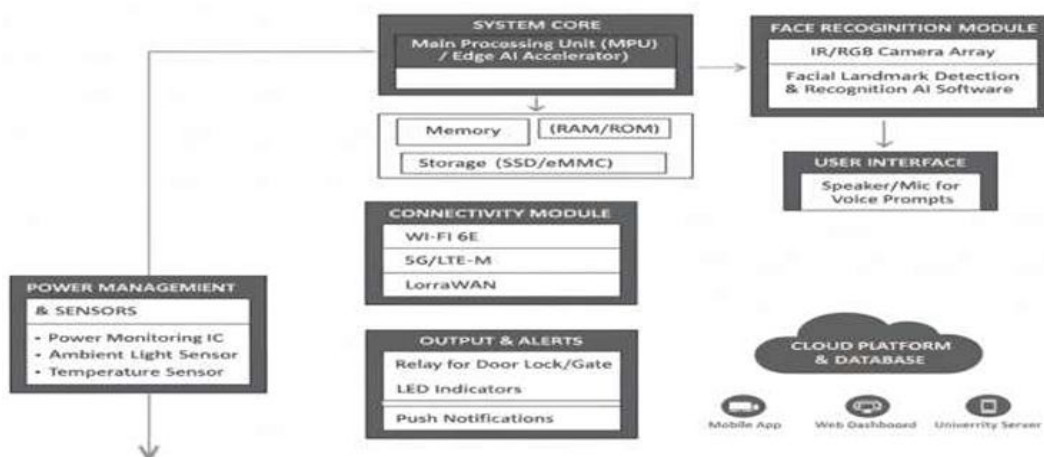 SYSTEM CORE
Main Processing Unit (MPU)
/ Edge AI Accelerator)
Memory
(RAM/ROM)
Storage (SSD/eMMC)
FACE RECOGINITION MODULE
IR/RGB Camera Array
Facial Landmark Detection
& Recognition AI Software
USER INTERFACE
Speaker/Mic for
Voice Prompts
CONNECTIVITY MODULE
WI-FI 6E
5G/LTE-M
LorraWAN
POWER MANAGEMIENT
& SENSORS
• Power Monitoring IC
• Ambient Light Sensor
• Temperature Sensor
OUTPUT & ALERTS
Relay for Door Lock/Gate
LED Indicators
Push Notifications
CLOUD PLATFORM
& DATABASE
Mobile App
Web Dashboord
Univerrity Server